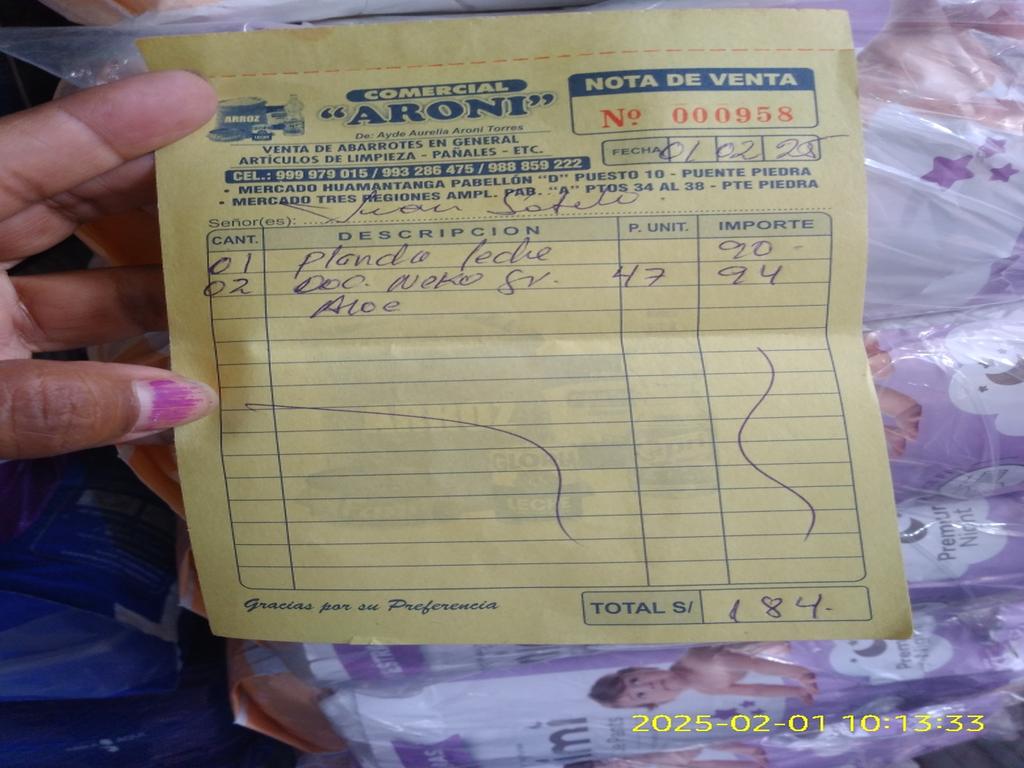 COMERCIAL
"ARONI"
De: Ayde Aurelia Aroni Torres
ARROZ
LECHE
VENTA DE ABARROTES EN GENERAL
ARTÍCULOS DE LIMPIEZA - PAÑALES - ETC.
CEL.: 999 979 015 / 993 286 475 / 988 859 222
• MERCADO HUAMANTANGA PABELLÓN "D" PUESTO 10 - PUENTE PIEDRA
• MERCADO TRES REGIONES AMPL. PAB. "A" PTOS 34 AL 38 - PTE PIEDRA
NOTA DE VENTA
Nº 000958
FECHA 01 02 25
Señor(es): Juan Sotelo
CANT. DESCRIPCION P. UNIT. IMPORTE
01 plancha leche 90-
02 Doc. Neko gr. 47 94
Aloe
Gracias por su Preferencia
TOTAL S/ 184.-
Premium
Night
2025-02-01 10:13:33